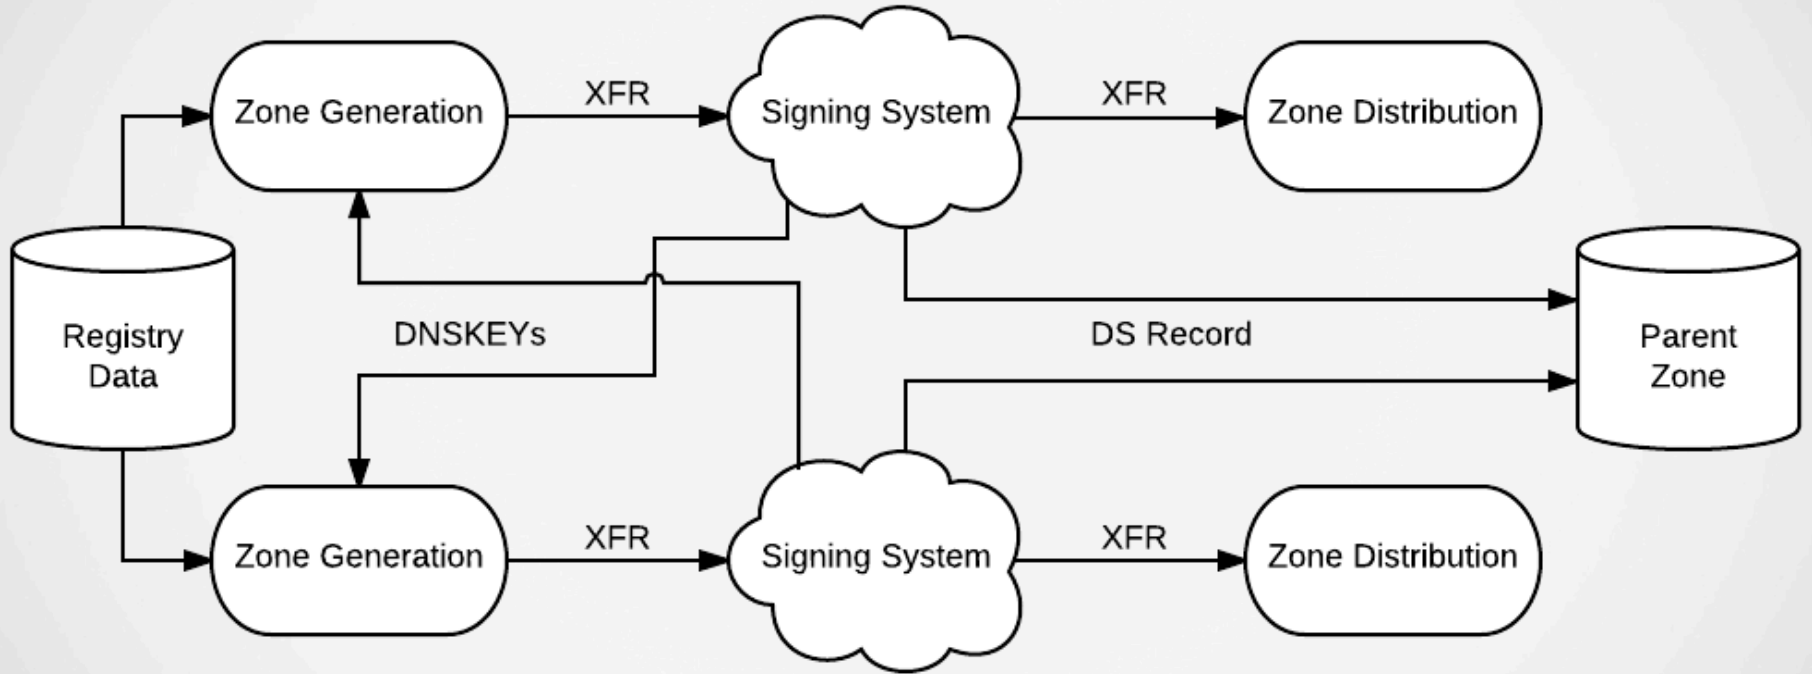 Zone Generation
XFR
Signing System
XFR
Zone Distribution
Registry
Data
DNSKEYs
DS Record
Parent
Zone
Zone Generation
XFR
Signing System
XFR
Zone Distribution